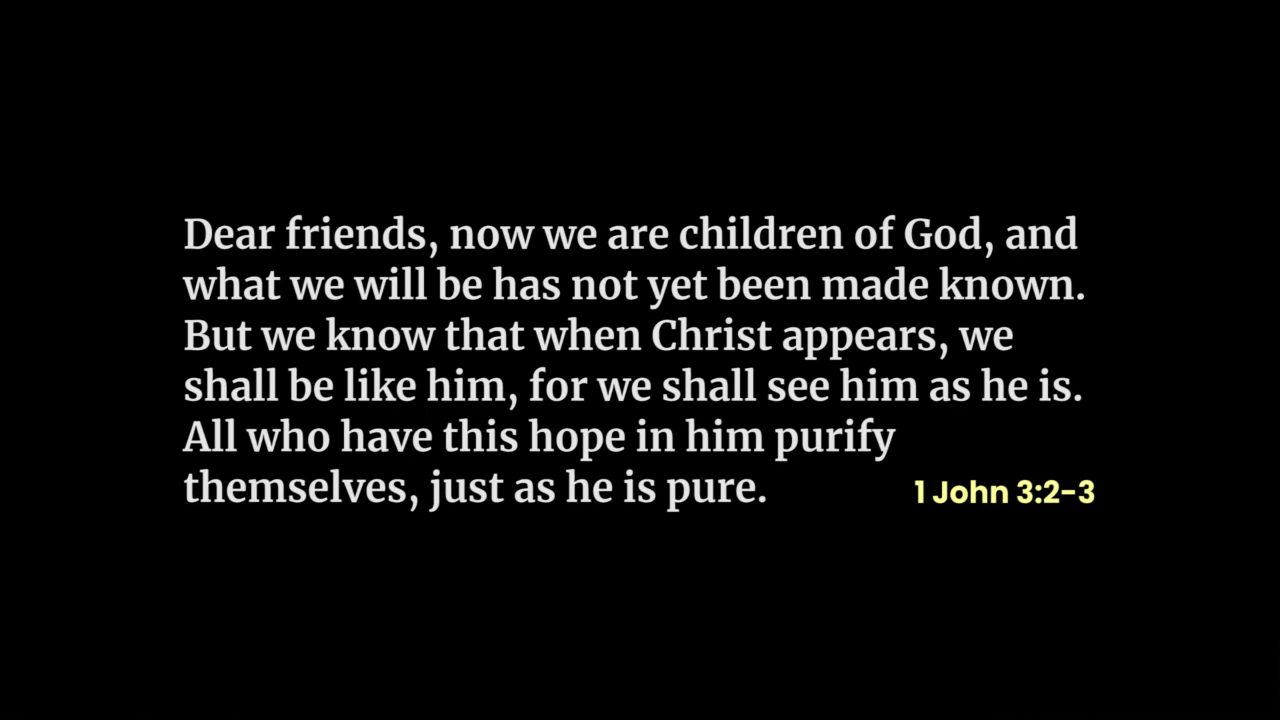 Dear friends, now we are children of God, and
what we will be has not yet been made known.
But we know that when Christ appears, we
shall be like him, for we shall see him as he is.
All who have this hope in him purify
themselves, just as he is pure.
1 John 3:2-3